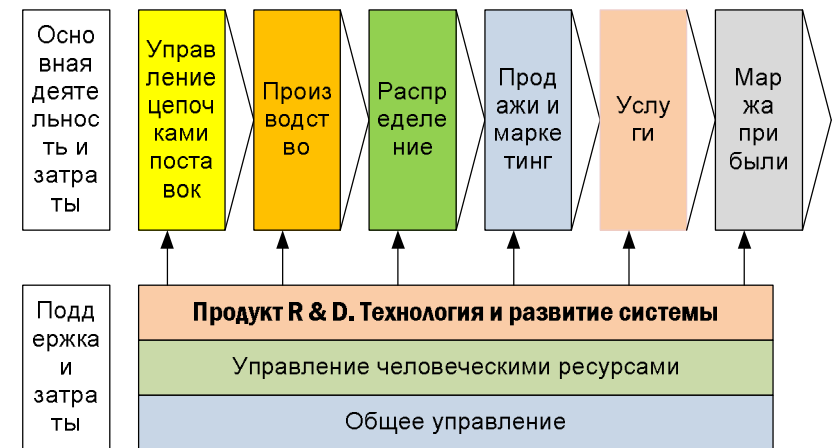 Осно
вная
деяте
льнос
ть и
затра
ты
Управ
ление
цепоч
ками
поста
вок
Произ
водст
во
Распр
еделе
ние
Прод
ажи и
марке
тинг
Услу
ги
Мар
жа
при
были
Подд
ержка
и
затра
ты
Продукт R & D. Технология и развитие системы
Управление человеческими ресурсами
Общее управление